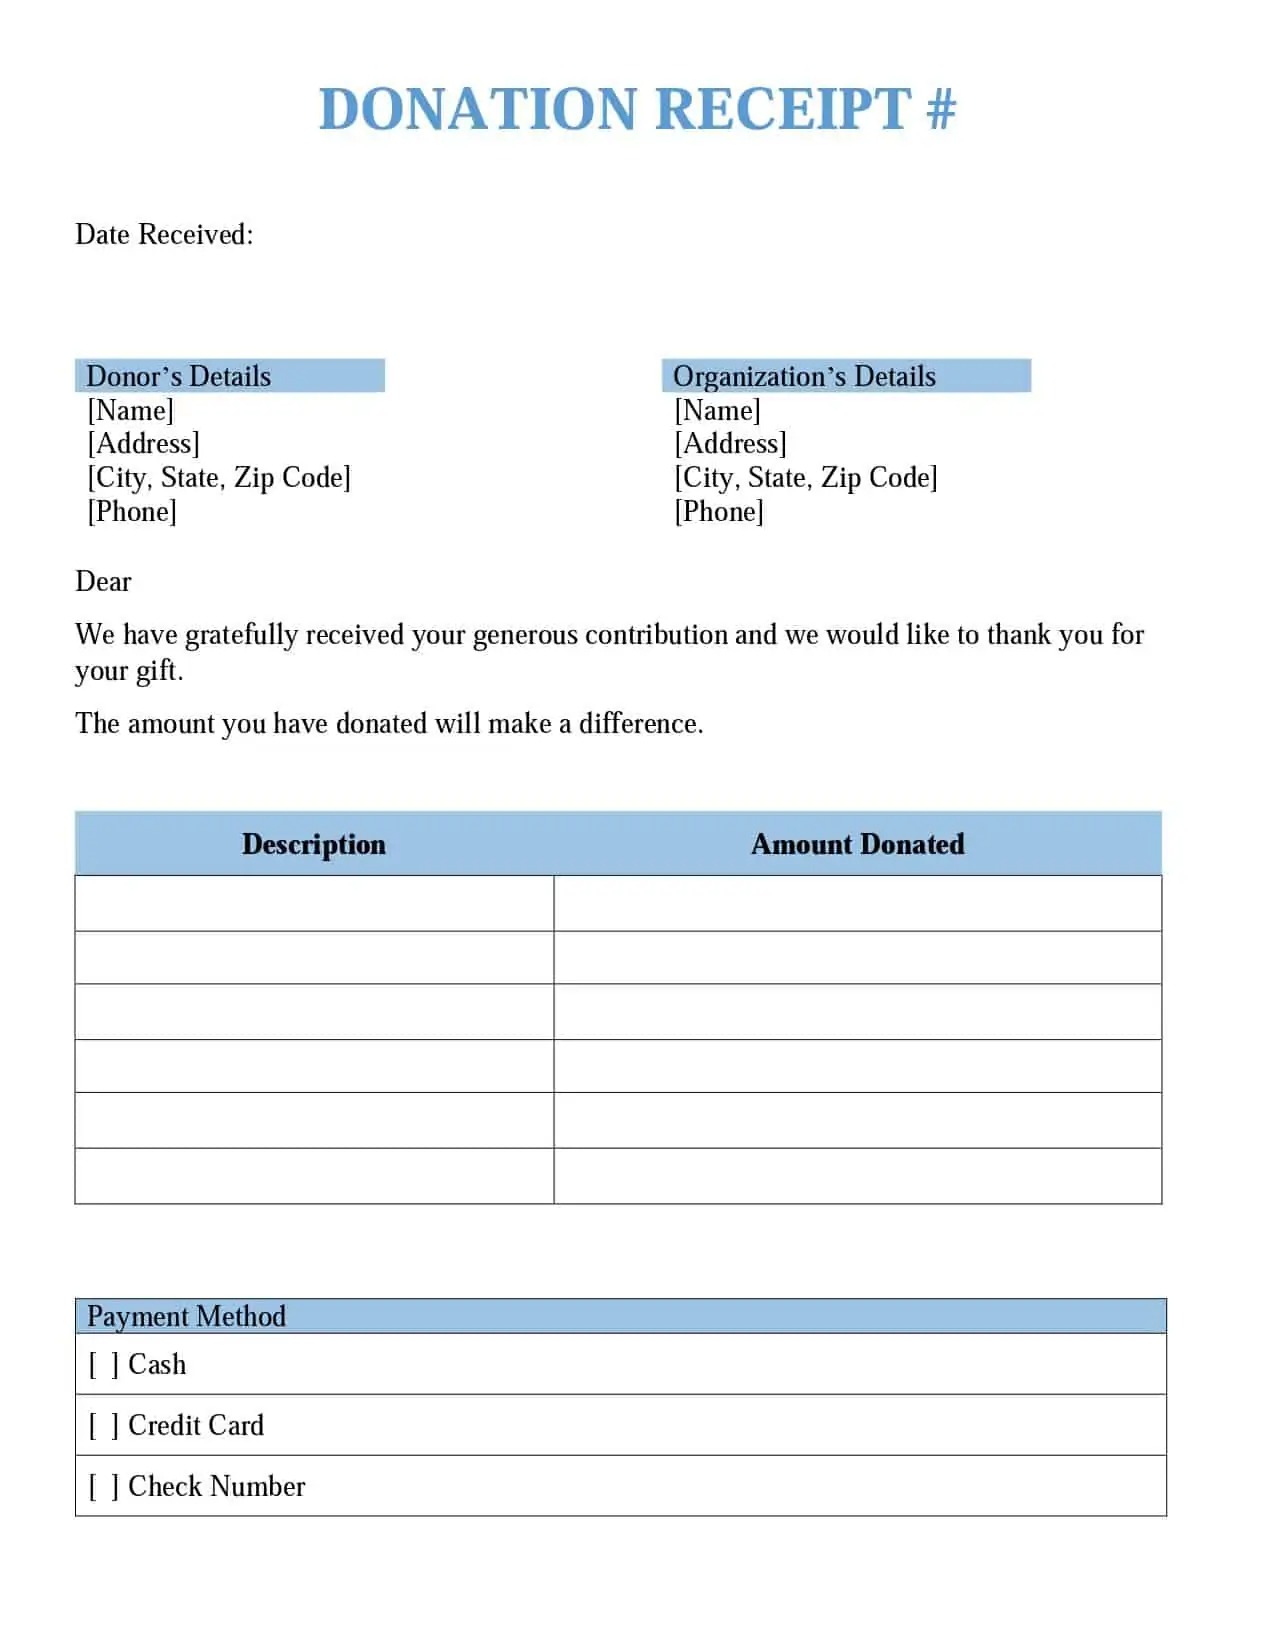 DONATION RECEIPT #
Date Received:
Donor’s Details
[Name]
[Address]
[City, State, Zip Code]
[Phone]
Organization’s Details
[Name]
[Address]
[City, State, Zip Code]
[Phone]
Dear
We have gratefully received your generous contribution and we would like to thank you for
your gift.
The amount you have donated will make a difference.
Description Amount Donated
Payment Method
[ ] Cash
[ ] Credit Card
[ ] Check Number